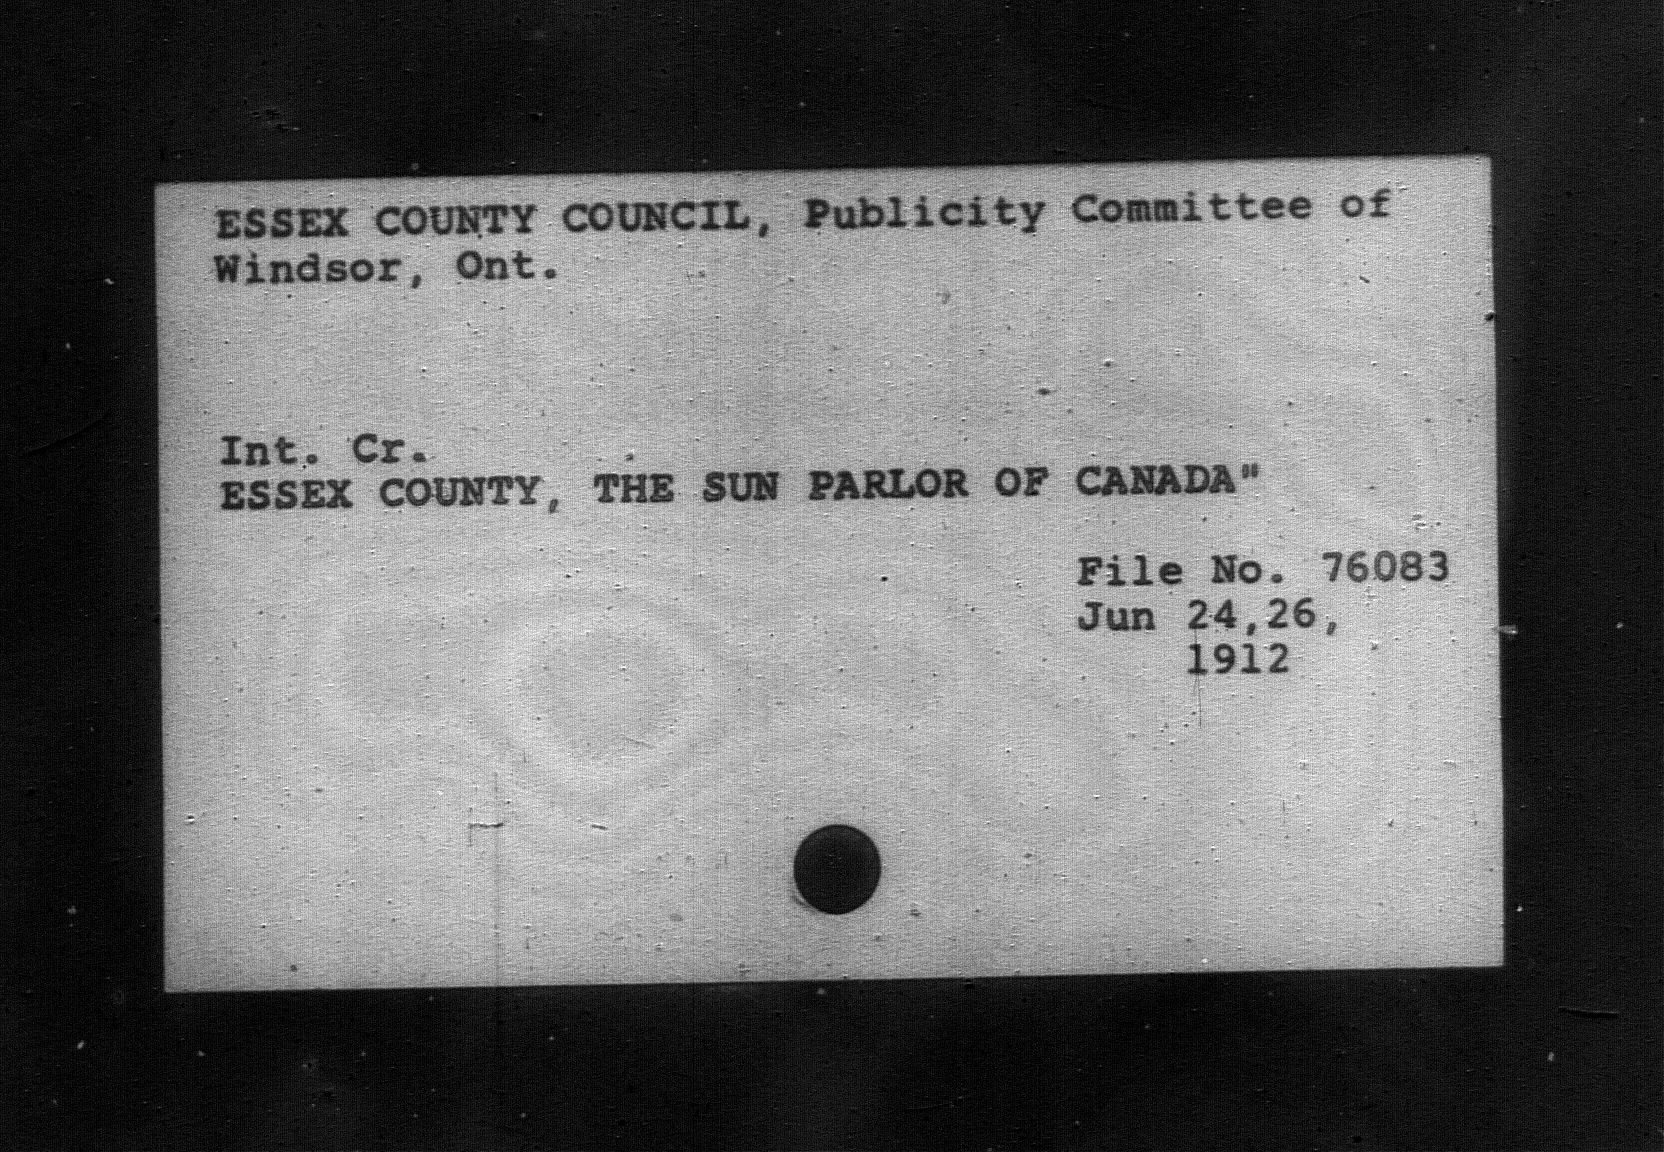 ESSEX COUNTY COUNCIL, Publicity Committee of
Windsor, Ont.
Int. Cr.
ESSEX COUNTY, THE SUN PARLOR OF CANADA"
File No. 76083
Jun 24,26,
1912